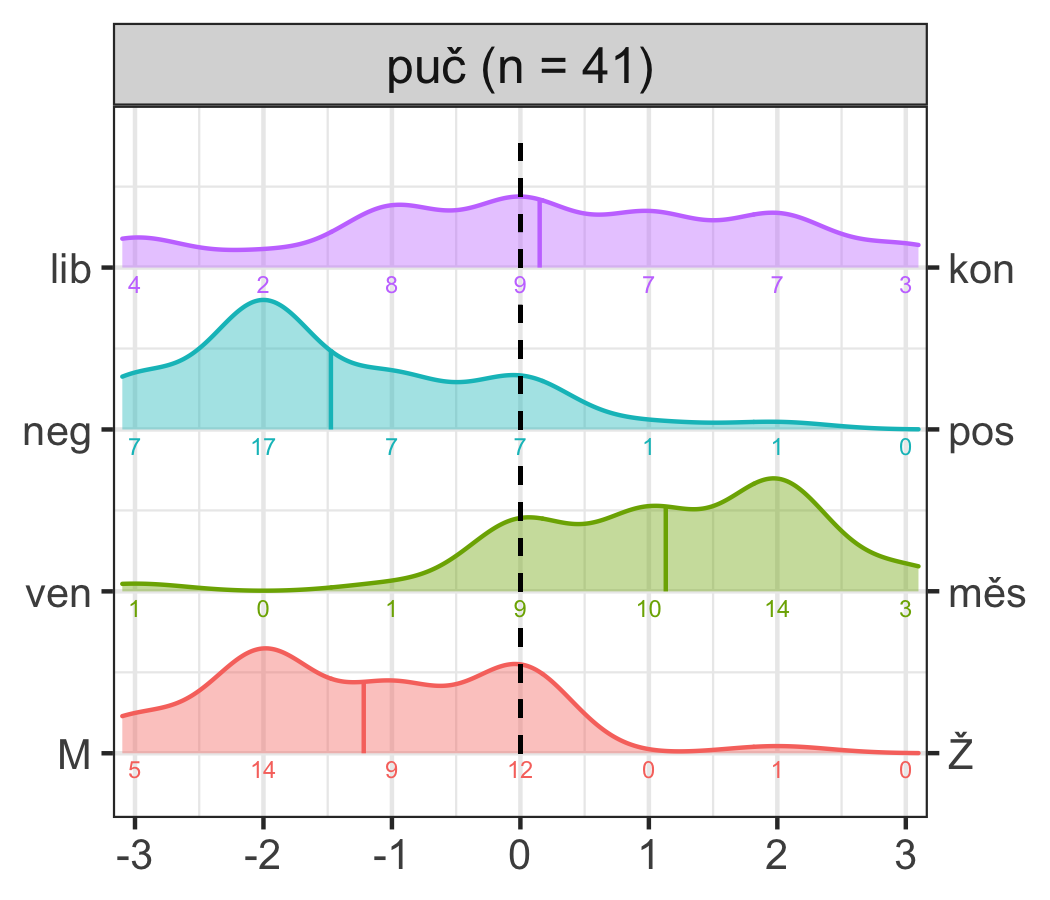 puč (n = 41)
lib kon
4 2 8 9 7 7 3
neg pos
7 17 7 7 1 1 0
ven měs
1 0 1 9 10 14 3
M Ž
5 14 9 12 0 1 0
-3 -2 -1 0 1 2 3